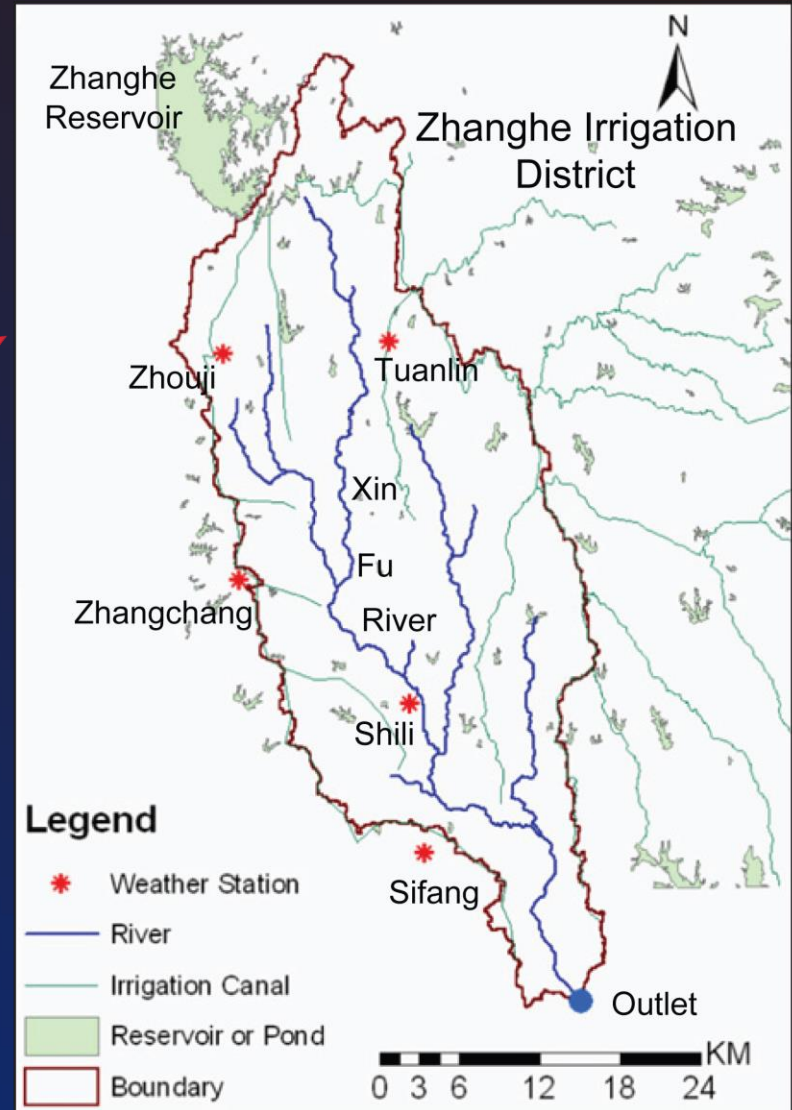 N
Zhanghe
Reservoir
Zhanghe Irrigation
District
Zhouji
Tuanlin
Xin
Fu
Zhangchang
River
Shili
Legend
Weather Station
Sifang
River
Irrigation Canal
Outlet
Reservoir or Pond
KM
Boundary
0 3 6 12 18 24